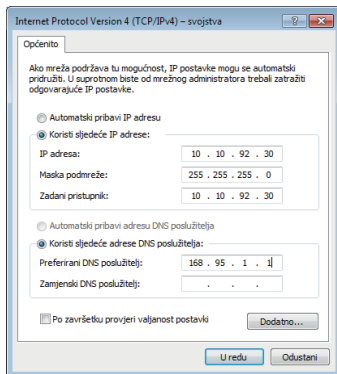 Internet Protocol Version 4 (TCP/IPv4) – svojstva
Općenito
Ako mreža podržava tu mogućnost, IP postavke mogu se automatski
pridružiti. U suprotnom biste od mrežnog administratora trebali zatražiti
odgovarajuće IP postavke.
Automatski pribavi IP adresu
Koristi sljedeće IP adrese:
IP adresa: 10 . 10 . 92 . 30
Maska podmreže: 255 . 255 . 255 . 0
Zadani pristupnik: 10 . 10 . 92 . 30
Automatski pribavi adresu DNS poslužitelja
Koristi sljedeće adrese DNS poslužitelja:
Preferirani DNS poslužitelj: 168 . 95 . 1 . 1
Zamjenski DNS poslužitelj: . . .
Po završetku provjeri valjanost postavki
Dodatno...
U redu Odustani